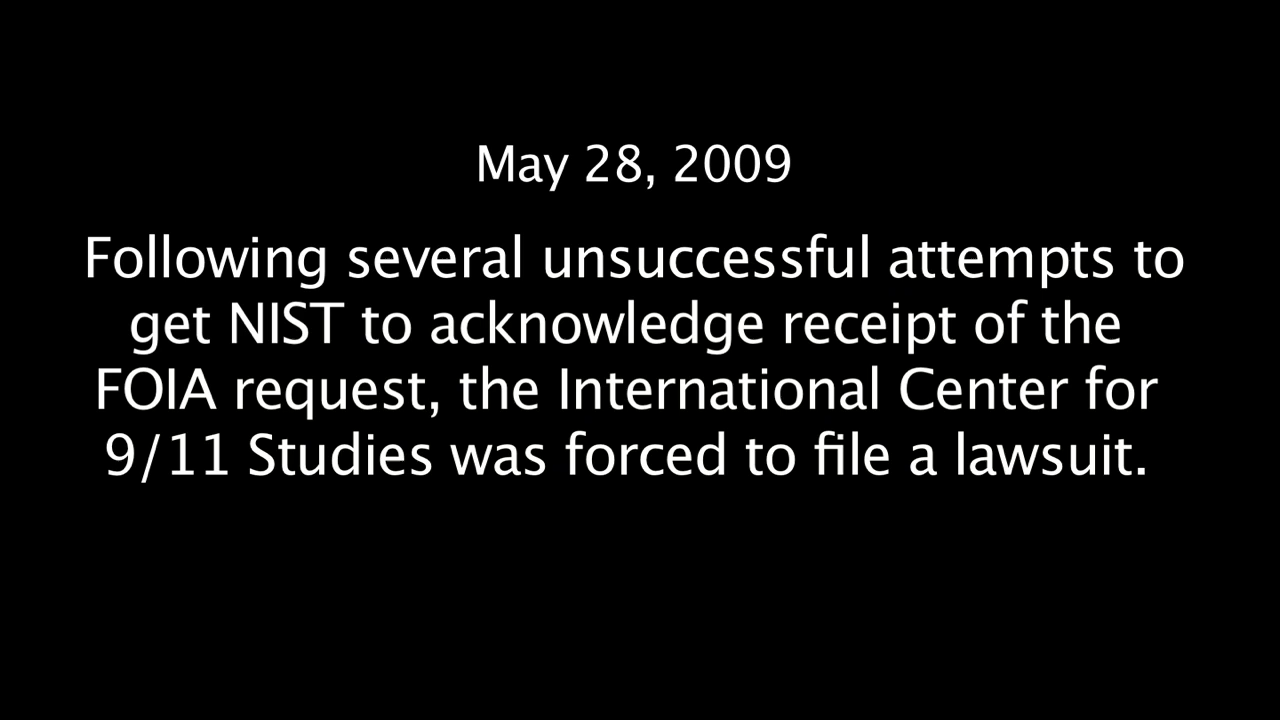 May 28, 2009
Following several unsuccessful attempts to
get NIST to acknowledge receipt of the
FOIA request, the International Center for
9/11 Studies was forced to file a lawsuit.